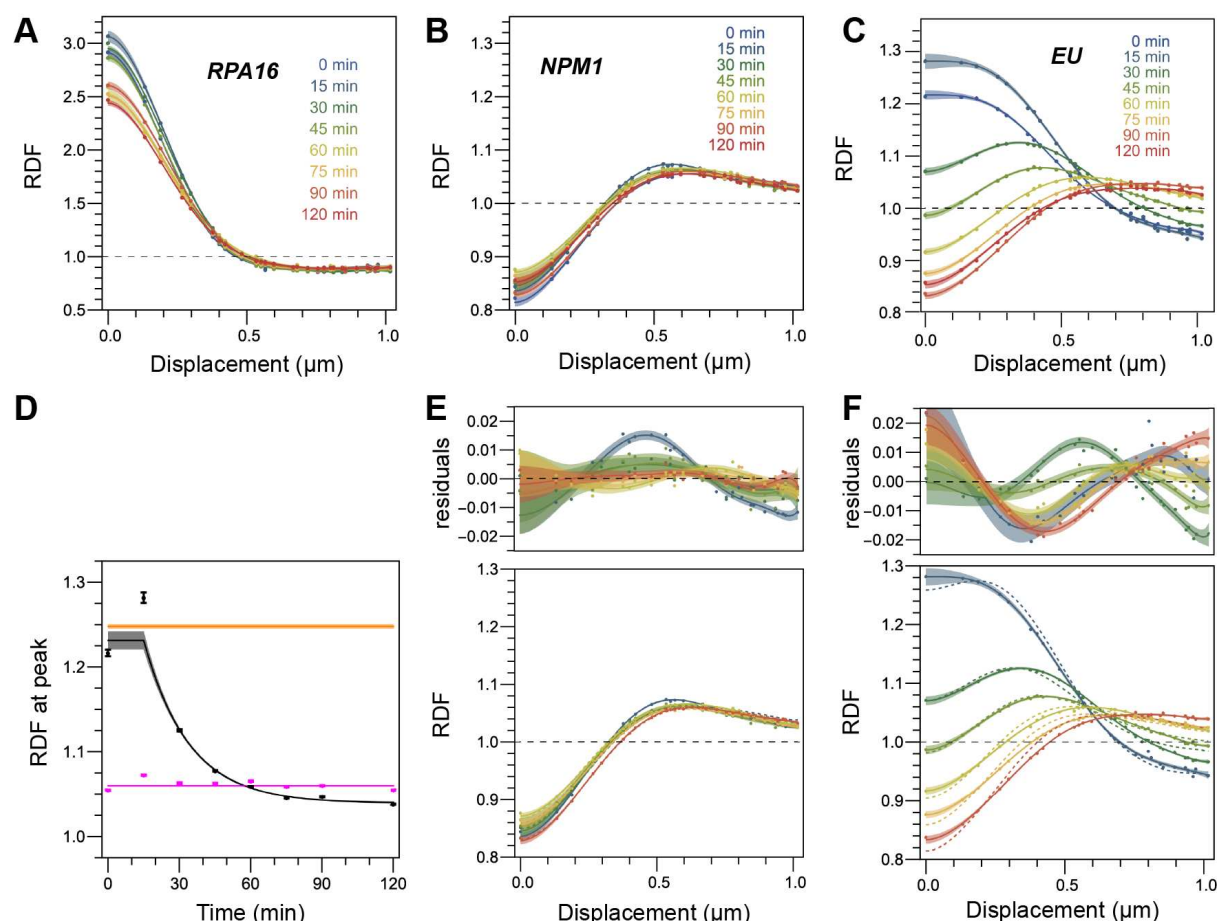 A
RPA16
0 min
15 min
30 min
45 min
60 min
75 min
90 min
120 min
RDF
3.0
2.5
2.0
1.5
1.0
0.5
0.0
0.5
1.0
Displacement (µm)
B
NPM1
0 min
15 min
30 min
45 min
60 min
75 min
90 min
120 min
RDF
1.3
1.2
1.1
1.0
0.9
0.8
0.0
0.5
1.0
Displacement (µm)
C
EU
0 min
15 min
30 min
45 min
60 min
75 min
90 min
120 min
RDF
1.3
1.2
1.1
1.0
0.9
0.8
0.0
0.5
1.0
Displacement (µm)
D
RDF at peak
1.3
1.2
1.1
1.0
0
30
60
90
120
Time (min)
E
residuals
0.02
0.01
0.00
−0.01
−0.02
RDF
1.3
1.2
1.1
1.0
0.9
0.8
0.0
0.5
1.0
Displacement (µm)
F
residuals
0.02
0.01
0.00
−0.01
−0.02
RDF
1.3
1.2
1.1
1.0
0.9
0.8
0.0
0.5
1.0
Displacement (µm)